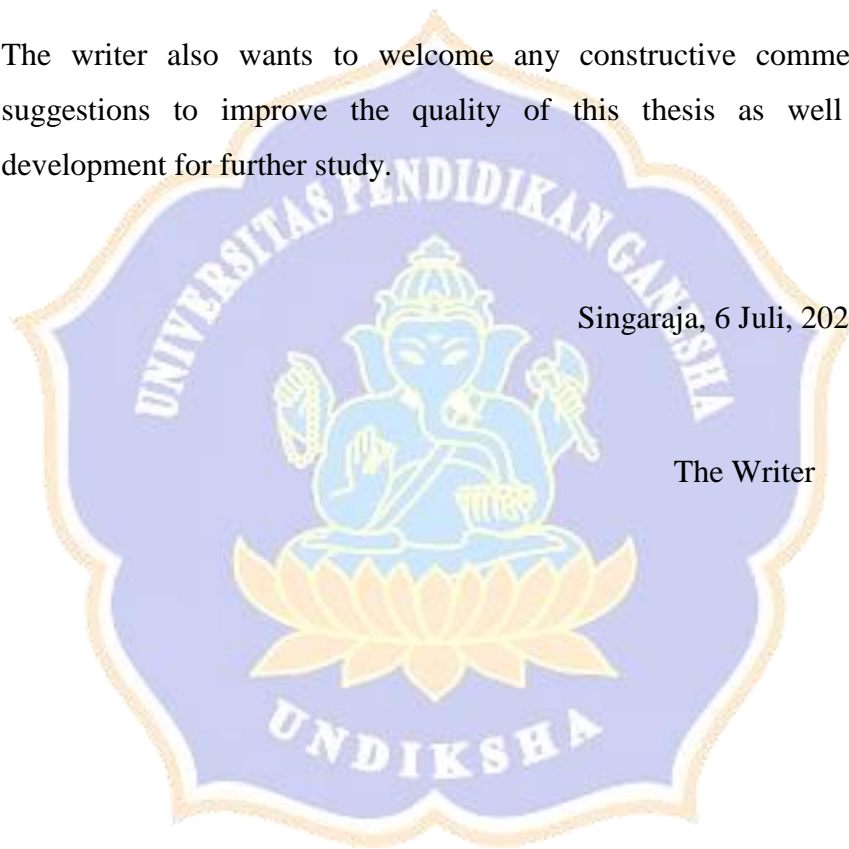 The writer also wants to welcome any constructive comme
suggestions to improve the quality of this thesis as well
development for further study.
UNIVERSITAS PENDIDIKAN GANESHA
Singaraja, 6 Juli, 202
The Writer
UNDIKSHA